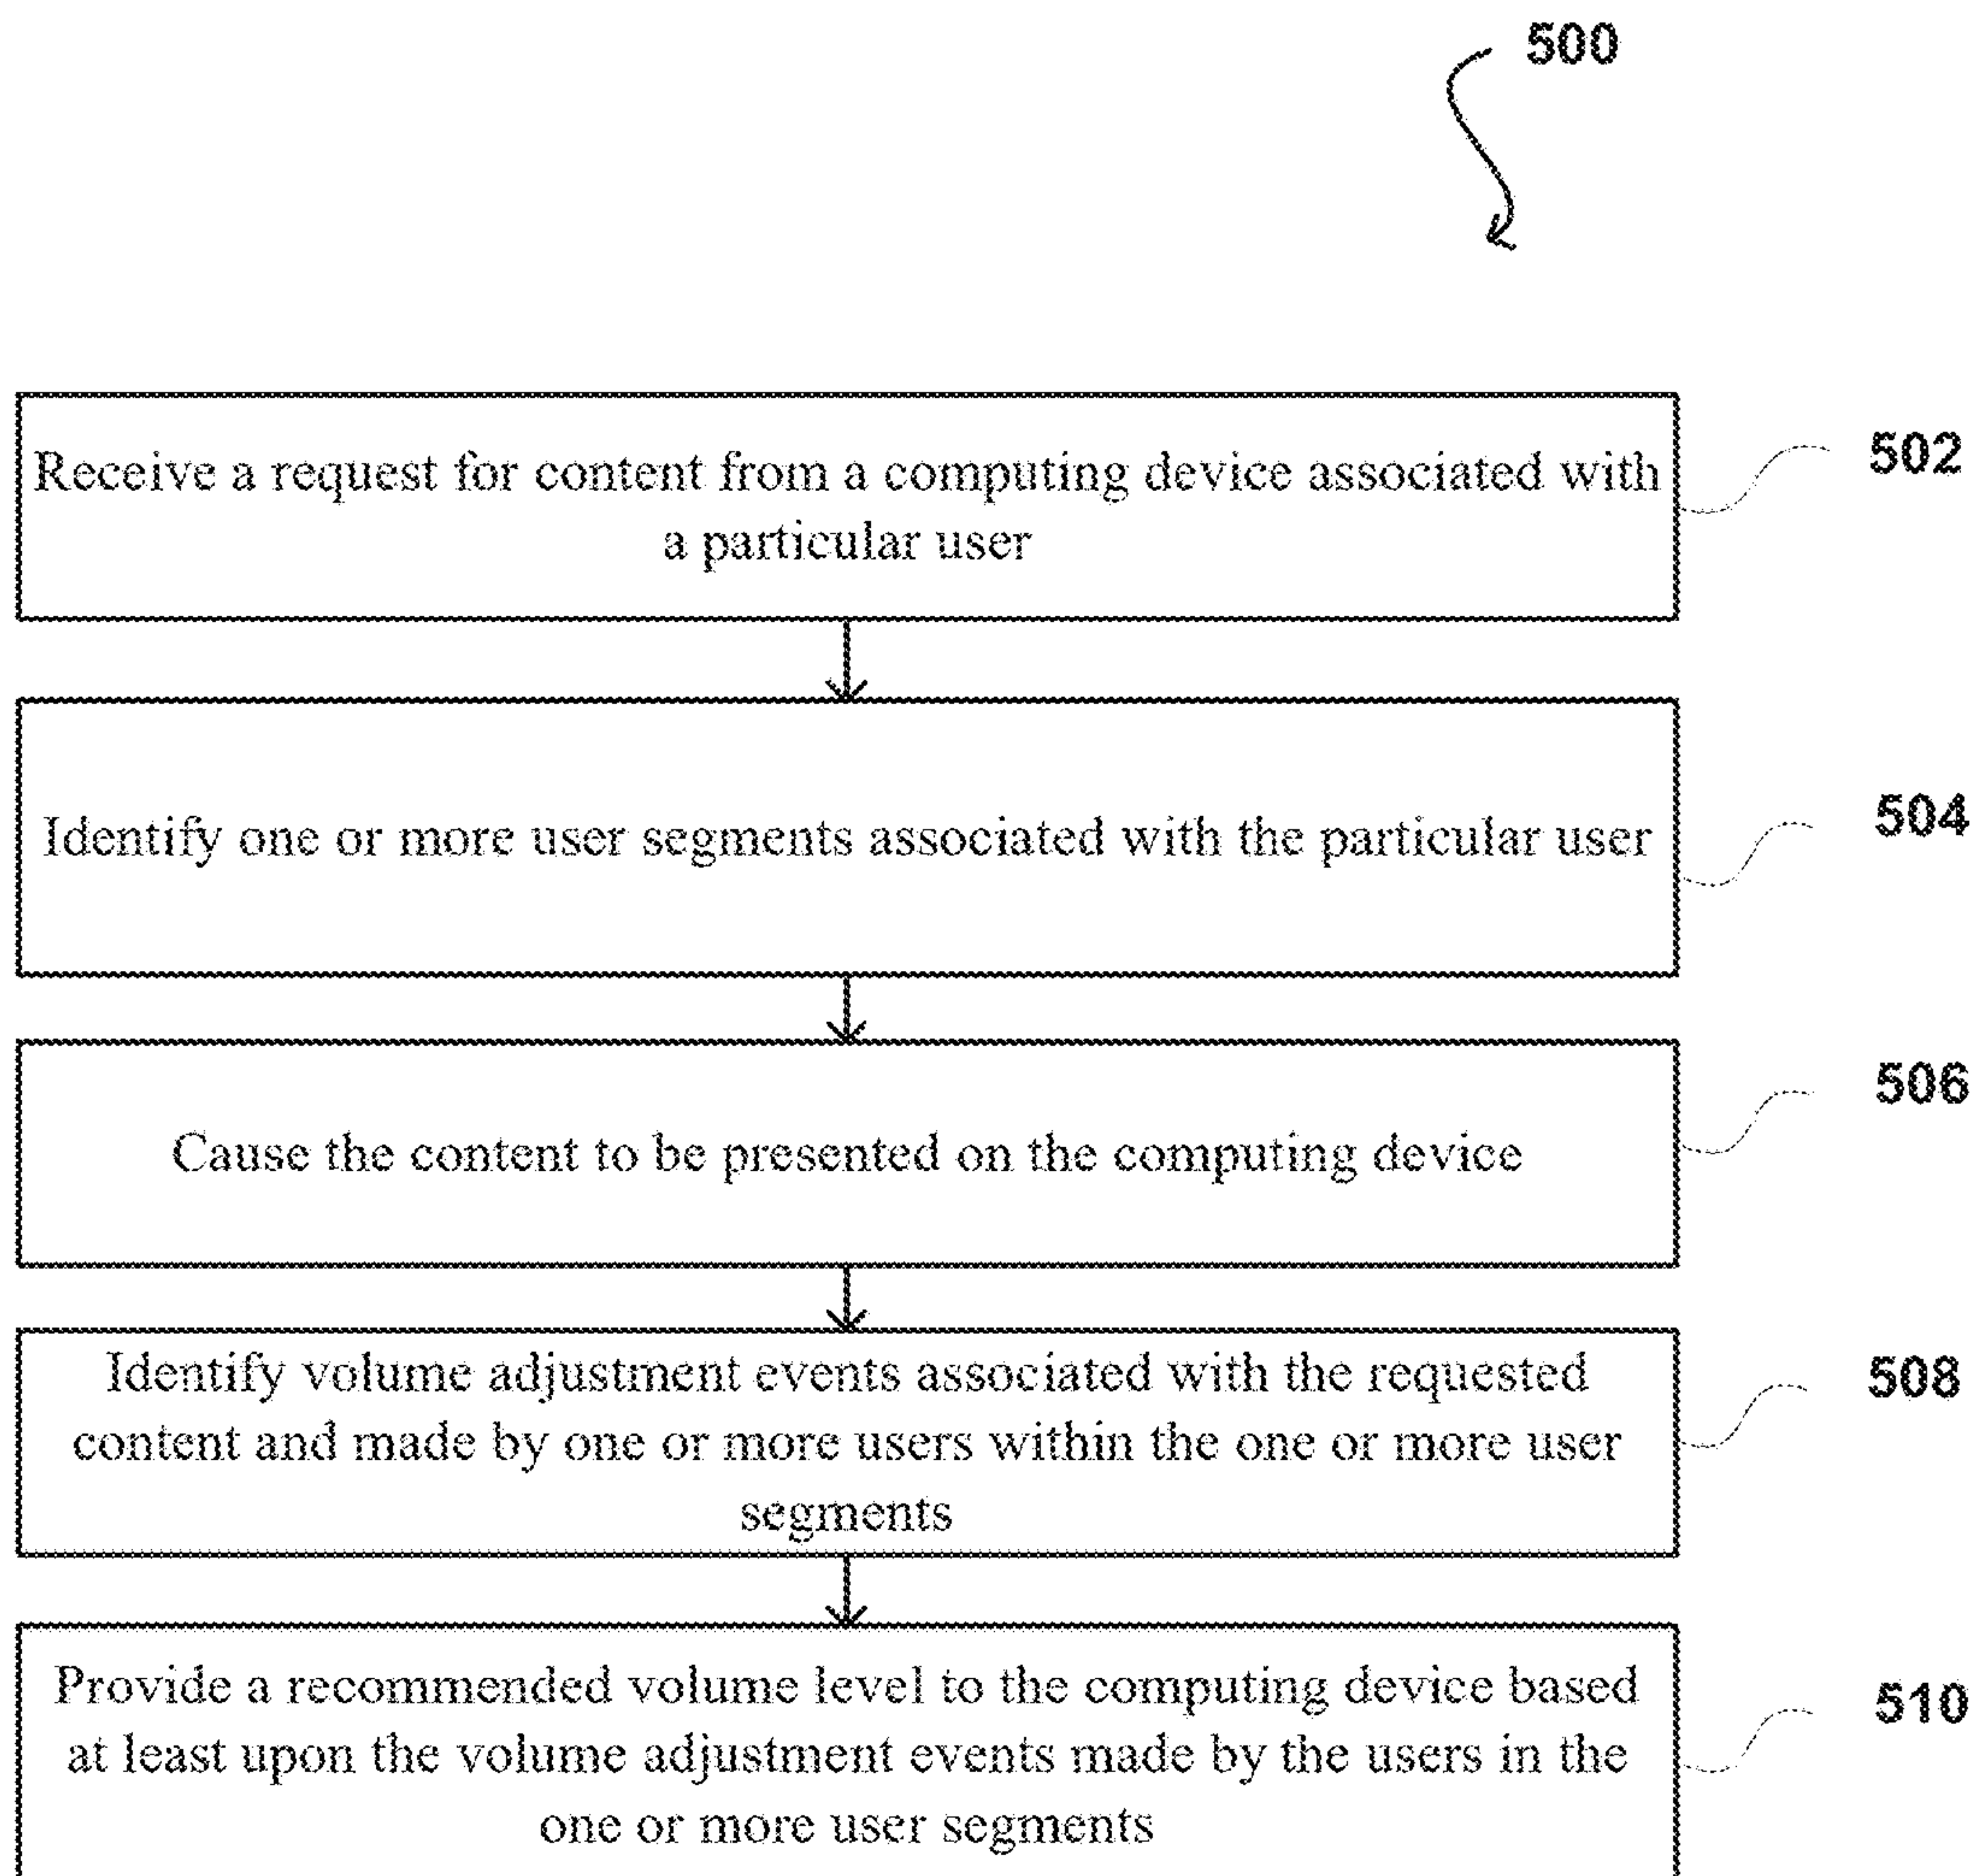 500
Receive a request for content from a computing device associated with
a particular user
502
Identify one or more user segments associated with the particular user
504
Cause the content to be presented on the computing device
506
Identify volume adjustment events associated with the requested
content and made by one or more users within the one or more user
segments
508
Provide a recommended volume level to the computing device based
at least upon the volume adjustment events made by the users in the
one or more user segments
510